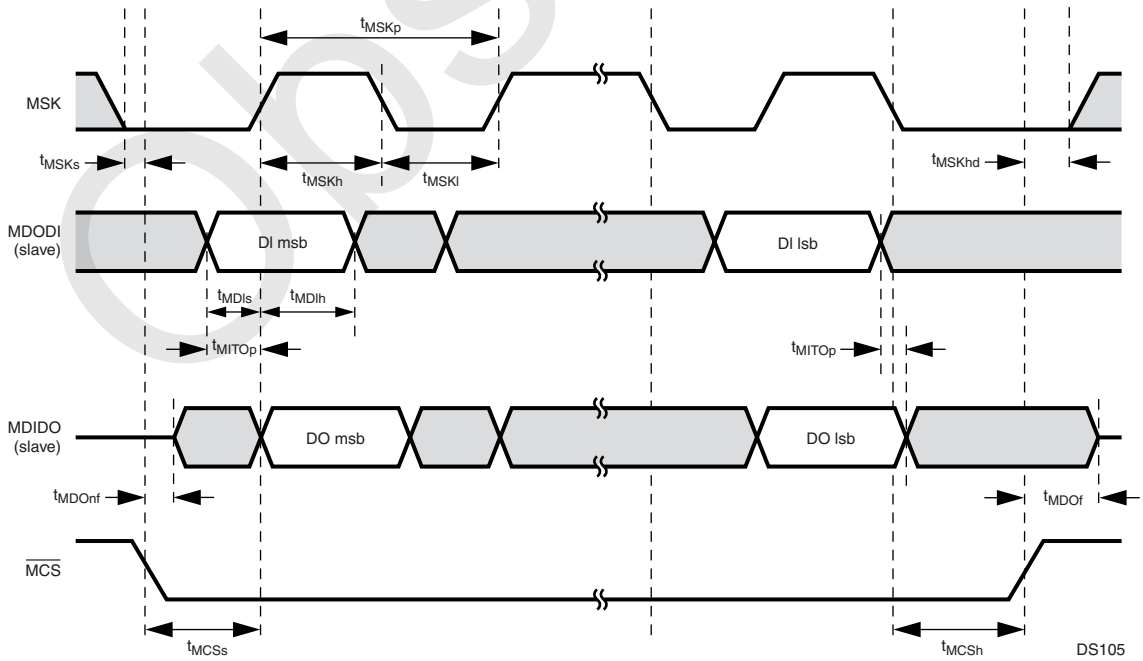 Obs
tMSKp
MSK
tMSKs
tMSKh
tMSKl
tMSKhd
MDODI
(slave)
DI msb
DI lsb
tMDIs
tMDIh
tMITOp
tMITOp
MDIDO
(slave)
DO msb
DO lsb
tMDOnf
tMDOf
MCS
tMCSs
tMCSh
DS105